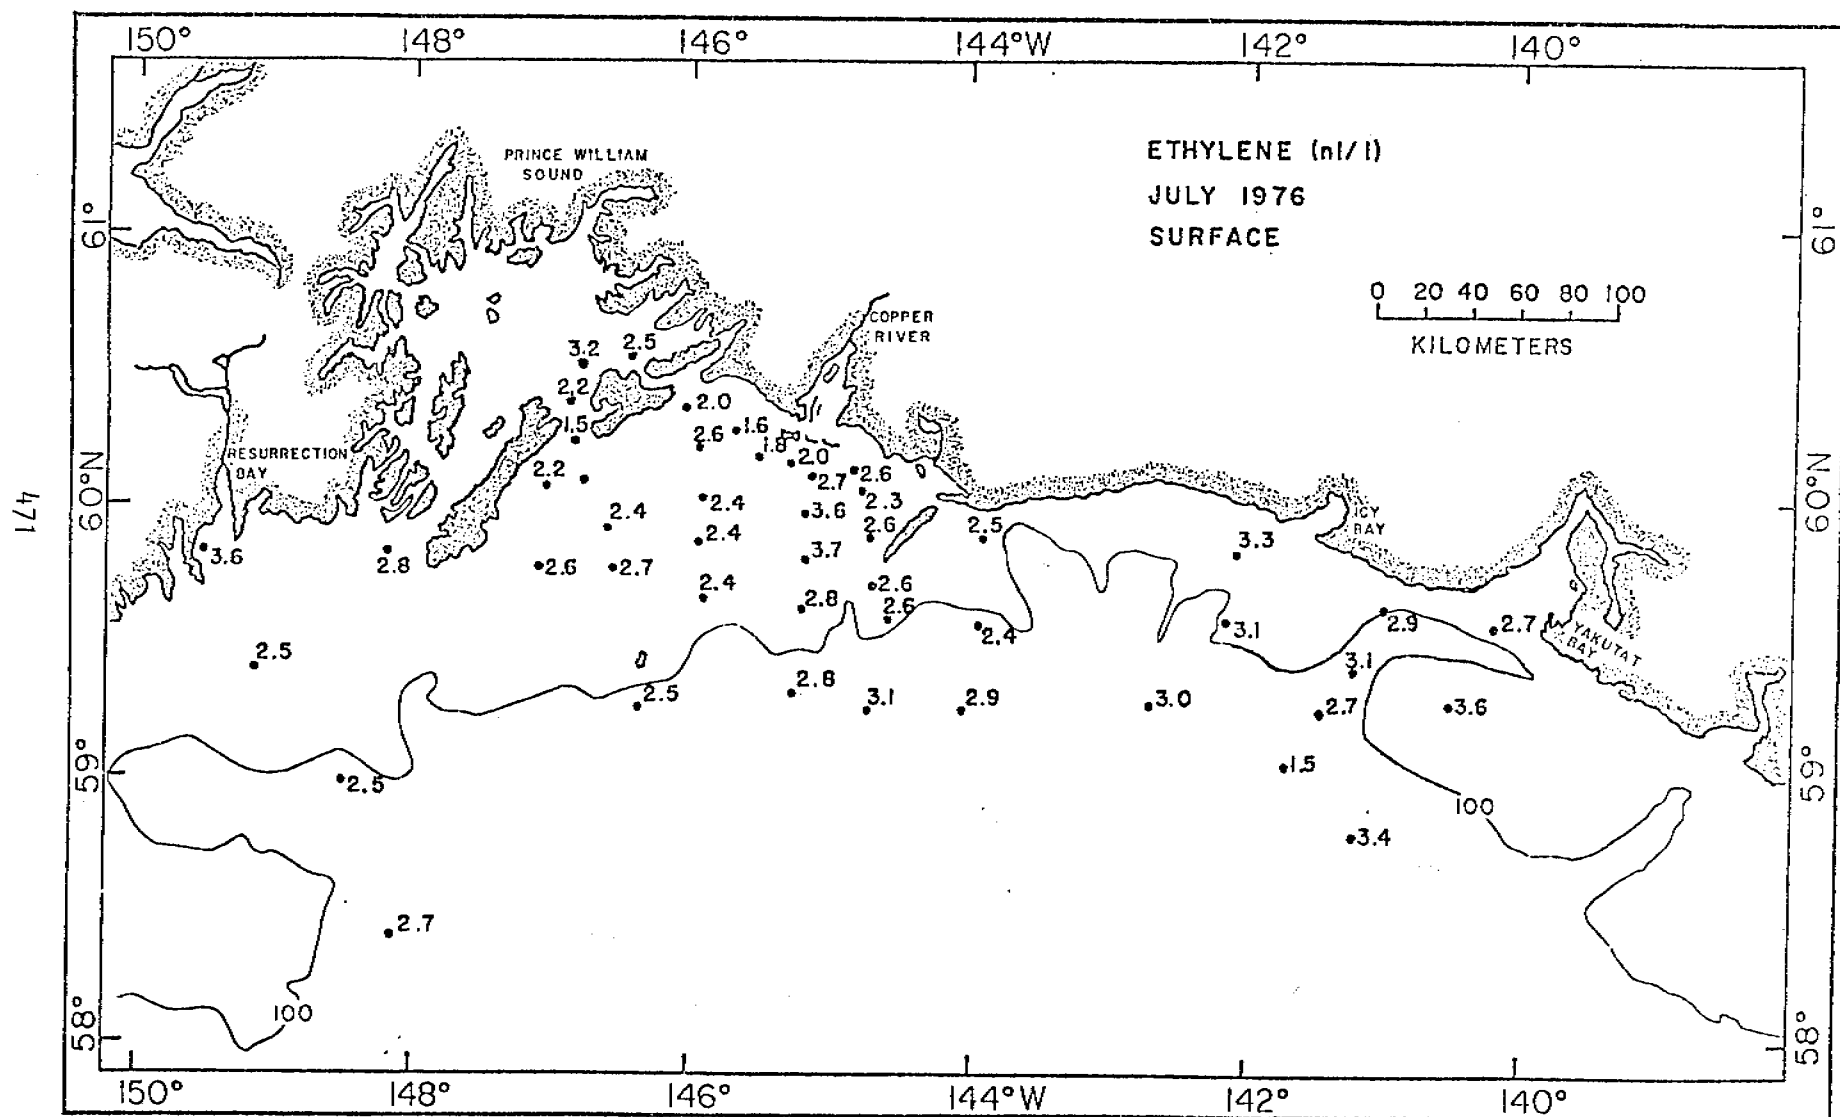 150° 148° 146° 144°W 142° 140°
PRINCE WILLIAM
SOUND
ETHYLENE (nl/l)
JULY 1976
SURFACE
61°
61°
0 20 40 60 80 100
KILOMETERS
COPPER
RIVER
3.2 2.5
2.2
2.0
1.5
2.6 1.6
1.8
2.0
RESURRECTION
BAY
2.2
2.7 2.6
60°N
60°N
471
2.4
2.4
3.6
2.3
2.6
2.5
ICY
BAY
3.6
2.8
2.4
3.7
3.3
2.6 2.7
2.4
2.8
2.6
2.6
2.4
3.1
2.9
2.7
YAKUTAT
BAY
2.5
3.1
2.5
2.8
3.1
2.9
3.0
2.7
3.6
59°
59°
2.5
1.5
100
3.4
2.7
100
58°
58°
150° 148° 146° 144°W 142° 140°